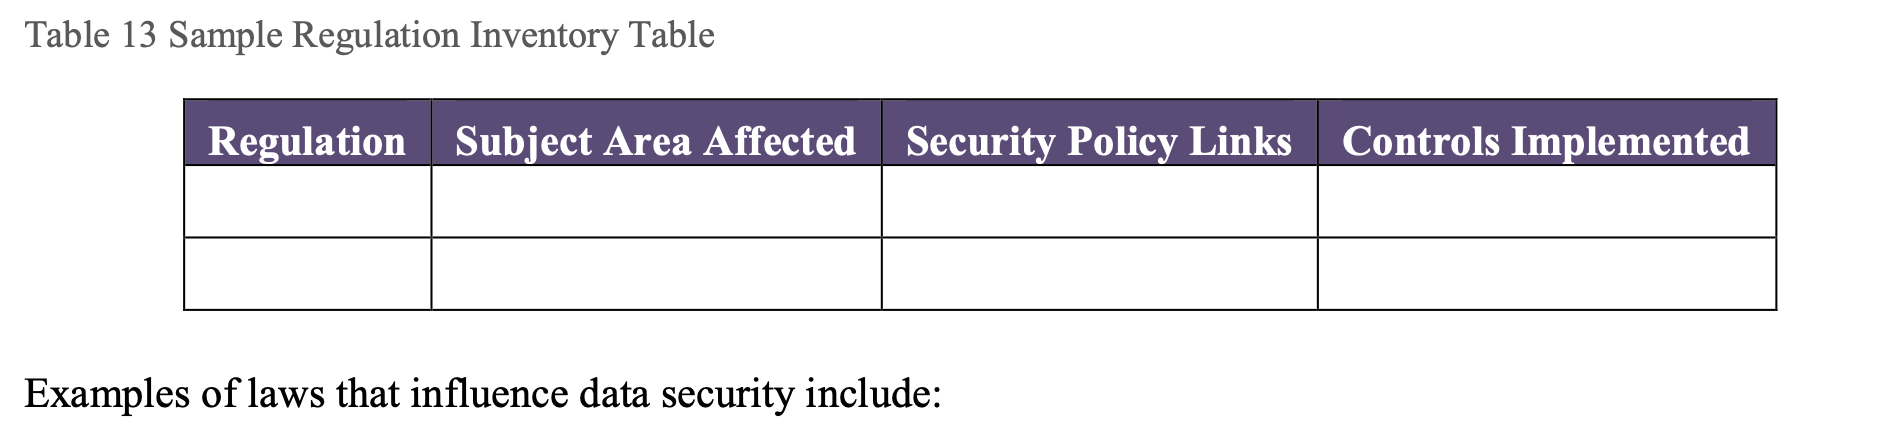 Table 13 Sample Regulation Inventory Table
Regulation Subject Area Affected Security Policy Links Controls Implemented
Examples of laws that influence data security include: